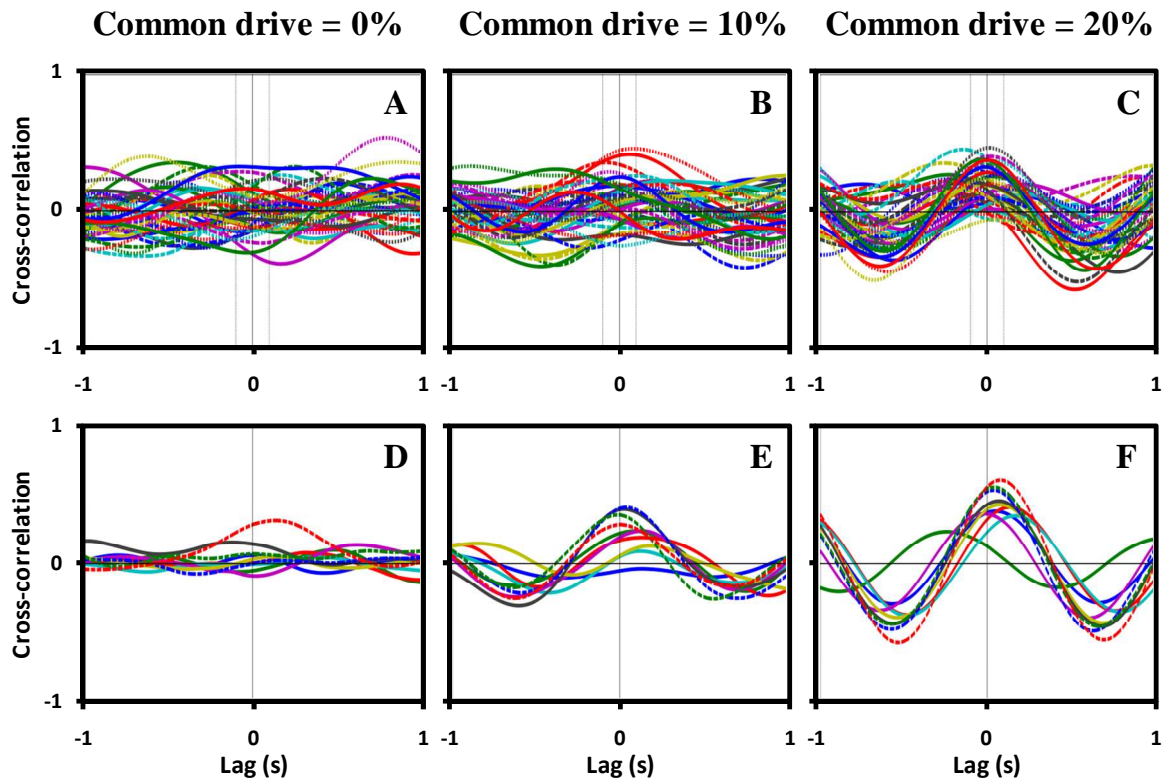 Common drive = 0% Common drive = 10% Common drive = 20%
1
A B C
Cross-correlation
0
-1
-1 0 1 -1 0 1 -1 0 1
1
D E F
Cross-correlation
0
-1
-1 0 1 -1 0 1 -1 0 1
Lag (s) Lag (s) Lag (s)